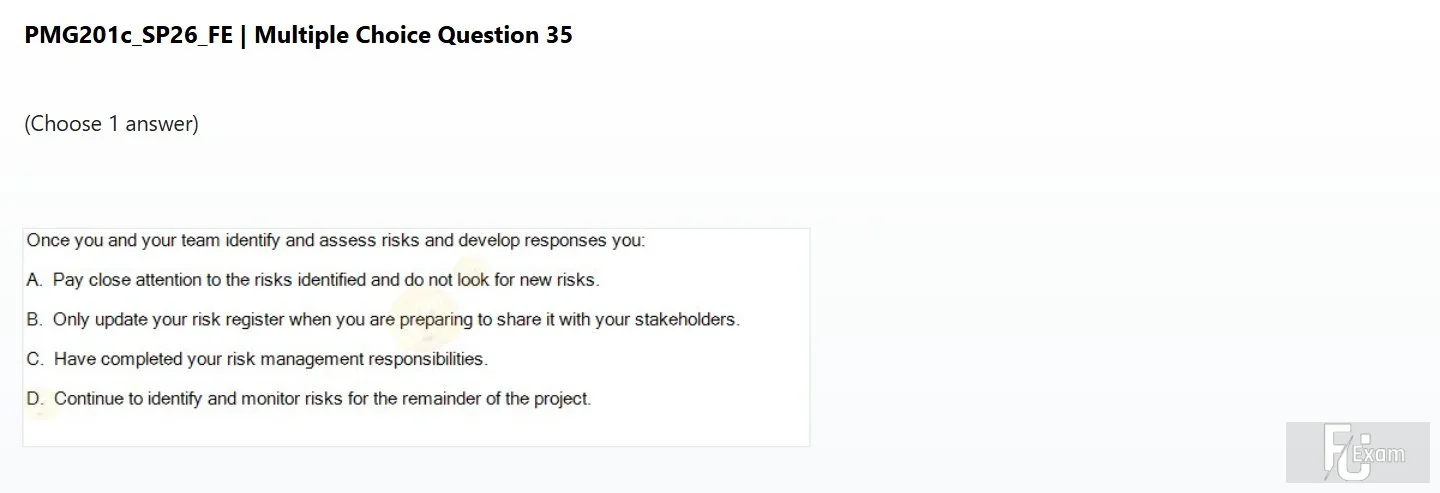 PMG201c_SP26_FE | Multiple Choice Question 35
(Choose 1 answer)
Once you and your team identify and assess risks and develop responses you:
A. Pay close attention to the risks identified and do not look for new risks.
B. Only update your risk register when you are preparing to share it with your stakeholders.
C. Have completed your risk management responsibilities.
D. Continue to identify and monitor risks for the remainder of the project.
Exam